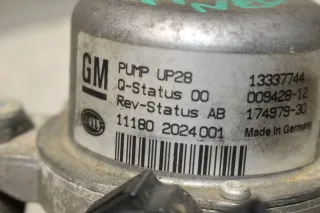 GM
PUMP UP28 13337744
Q-Status 00 009428-12
Rev-Status AB 174979-30
11180 2024001 Made in Germany